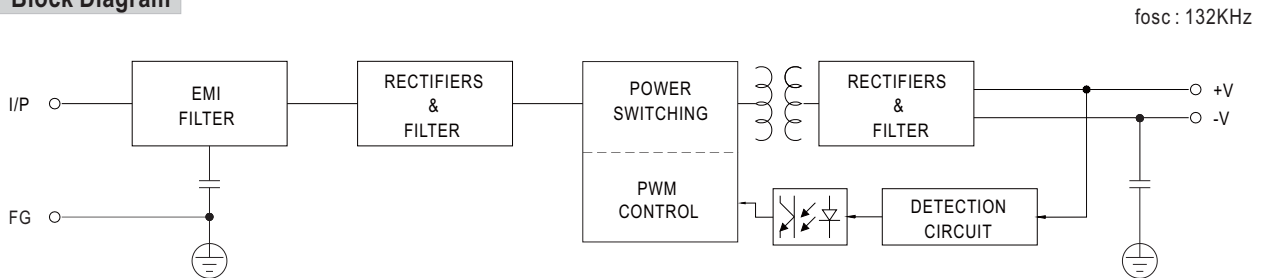 Block Diagram
fosc : 132KHz
I/P
EMI
FILTER
RECTIFIERS
&
FILTER
POWER
SWITCHING
RECTIFIERS
&
FILTER
+V
-V
PWM
CONTROL
DETECTION
CIRCUIT
FG